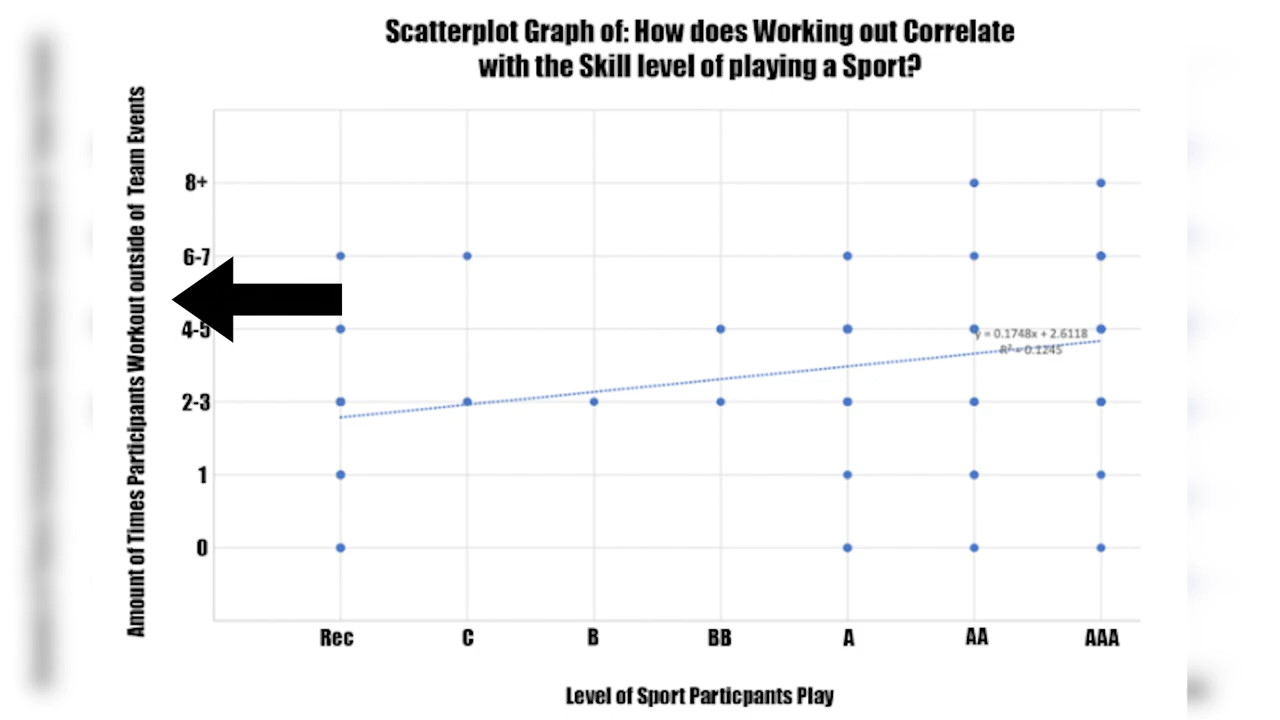 Scatterplot Graph of: How does Working out Correlate
with the Skill level of playing a Sport?
Amount of Times Participants Workout outside of Team Events
8+
6-7
4-5
2-3
1
0
y = 0.1748x + 2.6118
R² = 0.1245
Rec C B BB A AA AAA
Level of Sport Particpants Play